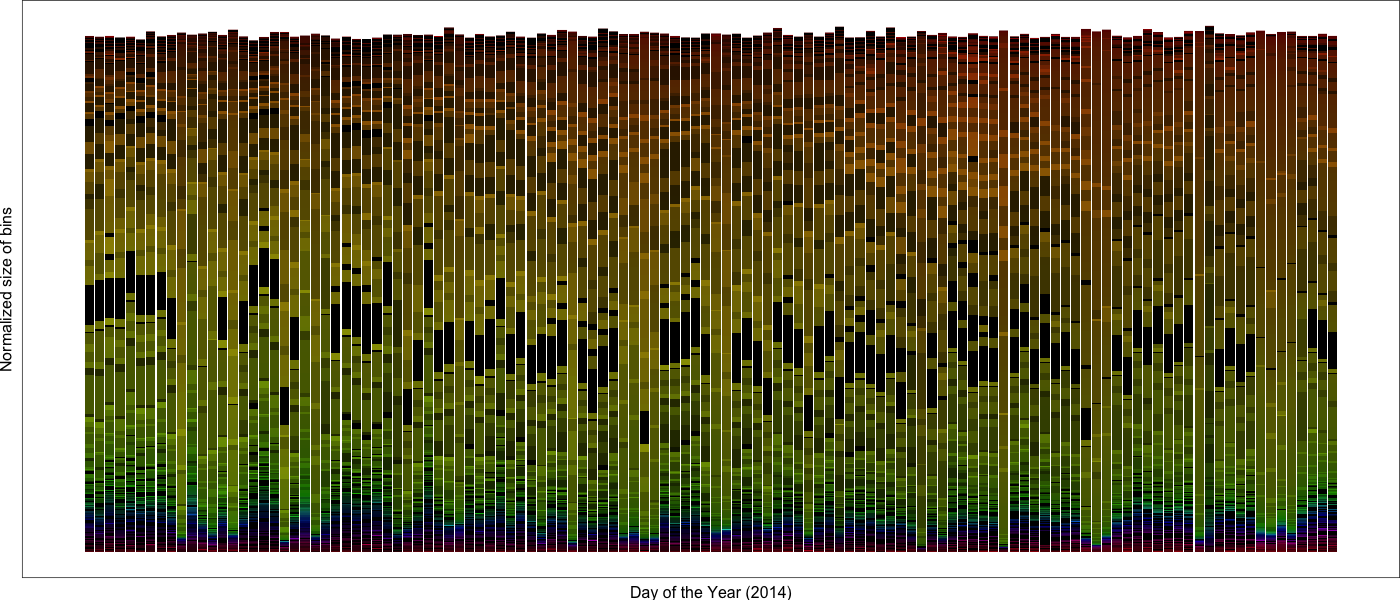 Normalized size of bins
Day of the Year (2014)